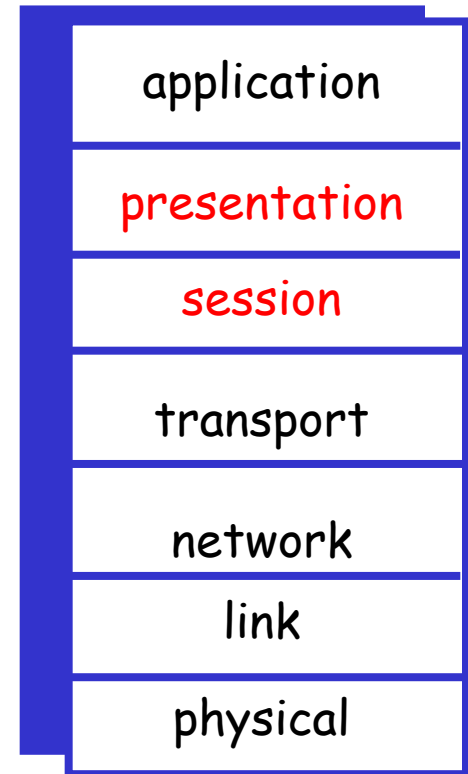 application
presentation
session
transport
network
link
physical